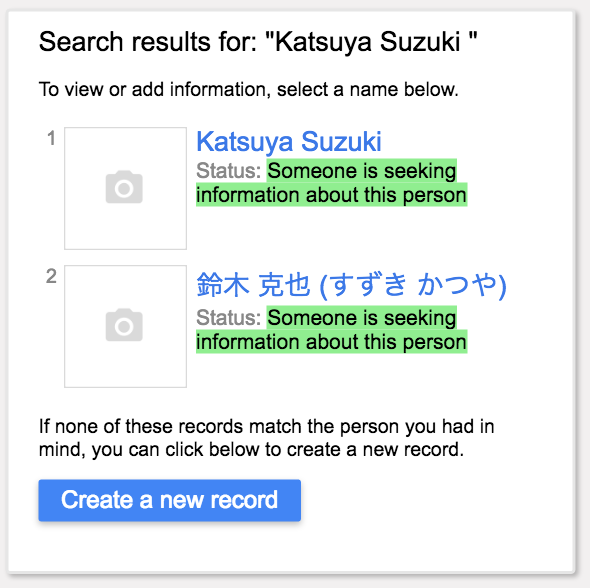 Search results for: "Katsuya Suzuki "
To view or add information, select a name below.
1
Katsuya Suzuki
Status: Someone is seeking
information about this person
2
鈴木 克也 (すずき かつや)
Status: Someone is seeking
information about this person
If none of these records match the person you had in
mind, you can click below to create a new record.
Create a new record